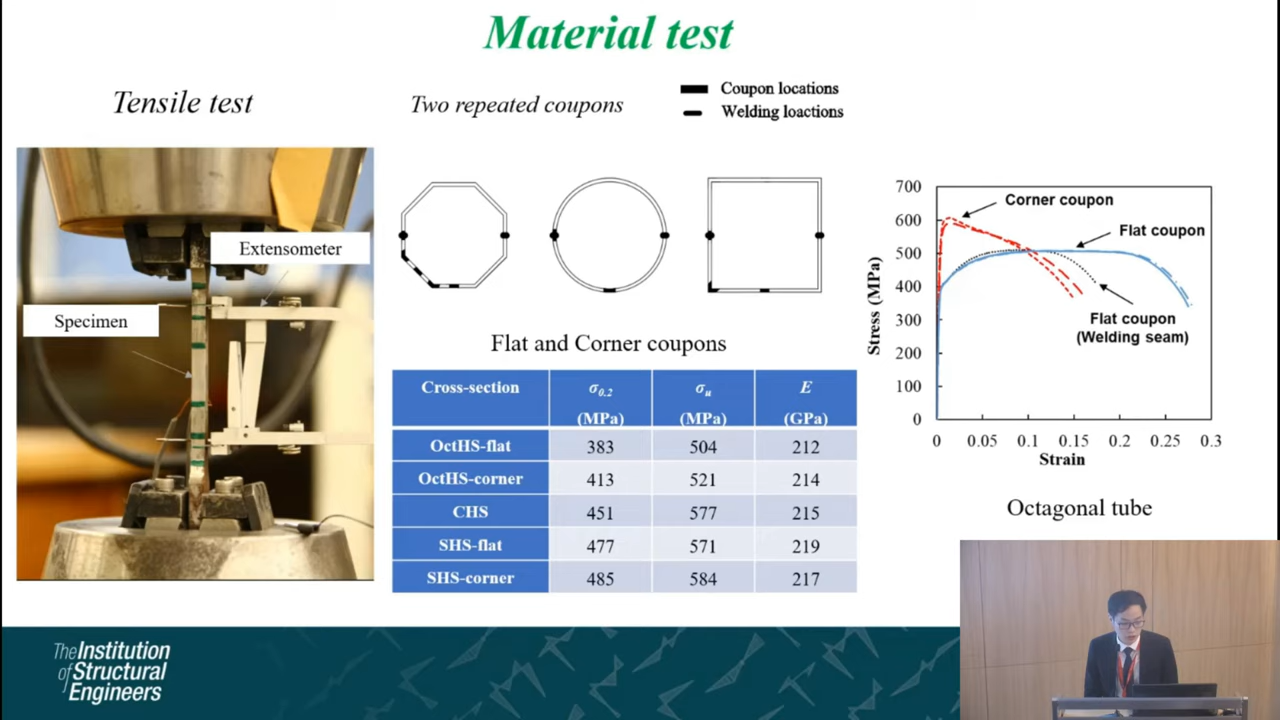 Material test
Tensile test
Two repeated coupons
Coupon locations
Welding loactions
Extensometer
Specimen
Flat and Corner coupons
Cross-section σ0.2 (MPa) σu (MPa) E (GPa)
OctHS-flat 383 504 212
OctHS-corner 413 521 214
CHS 451 577 215
SHS-flat 477 571 219
SHS-corner 485 584 217
700
600
500
400
300
200
100
0
Stress (MPa)
Corner coupon
Flat coupon
Flat coupon
(Welding seam)
0 0.05 0.1 0.15 0.2 0.25 0.3
Strain
Octagonal tube
The Institution
of Structural
Engineers